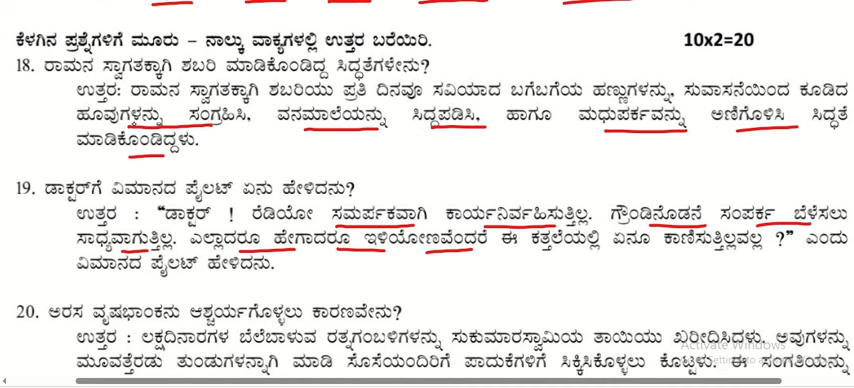 ಕೆಳಗಿನ ಪ್ರಶ್ನೆಗಳಿಗೆ ಮೂರು – ನಾಲ್ಕು ವಾಕ್ಯಗಳಲ್ಲಿ ಉತ್ತರ ಬರೆಯಿರಿ. 10x2=20
18. ರಾಮನ ಸ್ವಾಗತಕ್ಕಾಗಿ ಶಬರಿ ಮಾಡಿಕೊಂಡಿದ್ದ ಸಿದ್ಧತೆಗಳೇನು?
ಉತ್ತರ: ರಾಮನ ಸ್ವಾಗತಕ್ಕಾಗಿ ಶಬರಿಯು ಪ್ರತಿ ದಿನವೂ ಸವಿಯಾದ ಬಗೆಬಗೆಯ ಹಣ್ಣುಗಳನ್ನು, ಸುವಾಸನೆಯಿಂದ ಕೂಡಿದ
ಹೂವುಗಳನ್ನು ಸಂಗ್ರಹಿಸಿ, ವನಮಾಲೆಯನ್ನು ಸಿದ್ದಪಡಿಸಿ, ಹಾಗೂ ಮಧುಪರ್ಕವನ್ನು ಅಣಿಗೊಳಿಸಿ ಸಿದ್ಧತೆ
ಮಾಡಿಕೊಂಡಿದ್ದಳು.
19. ಡಾಕ್ಟರ್‌ಗೆ ವಿಮಾನದ ಪೈಲಟ್ ಏನು ಹೇಳಿದನು?
ಉತ್ತರ : “ಡಾಕ್ಟರ್ ! ರೆಡಿಯೋ ಸಮರ್ಪಕವಾಗಿ ಕಾರ್ಯನಿರ್ವಹಿಸುತ್ತಿಲ್ಲ. ಗ್ರೌಂಡಿನೊಡನೆ ಸಂಪರ್ಕ ಬೆಳೆಸಲು
ಸಾಧ್ಯವಾಗುತ್ತಿಲ್ಲ. ಎಲ್ಲಾದರೂ ಹೇಗಾದರೂ ಇಳಿಯೋಣವೆಂದರೆ ಈ ಕತ್ತಲೆಯಲ್ಲಿ ಏನೂ ಕಾಣಿಸುತ್ತಿಲ್ಲವಲ್ಲ ?” ಎಂದು
ವಿಮಾನದ ಪೈಲಟ್ ಹೇಳಿದನು.
20. ಅರಸ ವೃಷಭಾಂಕನು ಆಶ್ಚರ್ಯಗೊಳ್ಳಲು ಕಾರಣವೇನು?
ಉತ್ತರ : ಲಕ್ಷದಿನಾರಗಳ ಬೆಲೆಬಾಳುವ ರತ್ನಗಂಬಳಿಗಳನ್ನು ಸುಕುಮಾರಸ್ವಾಮಿಯ ತಾಯಿಯು ಖರೀದಿಸಿದಳು. ಅವುಗಳನ್ನು
ಮೂವತ್ತೆರಡು ತುಂಡುಗಳನ್ನಾಗಿ ಮಾಡಿ ಸೊಸೆಯಂದಿರಿಗೆ ಪಾದುಕೆಗಳಿಗೆ ಸಿಕ್ಕಿಸಿಕೊಳ್ಳಲು ಕೊಟ್ಟಳು. ಈ ಸಂಗತಿಯನ್ನು
Activate Windows